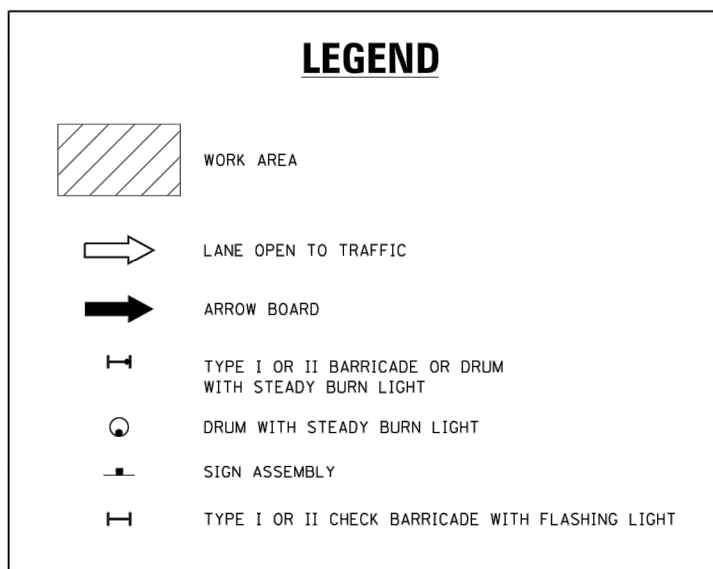 LEGEND
WORK AREA
LANE OPEN TO TRAFFIC
ARROW BOARD
TYPE I OR II BARRICADE OR DRUM
WITH STEADY BURN LIGHT
DRUM WITH STEADY BURN LIGHT
SIGN ASSEMBLY
TYPE I OR II CHECK BARRICADE WITH FLASHING LIGHT